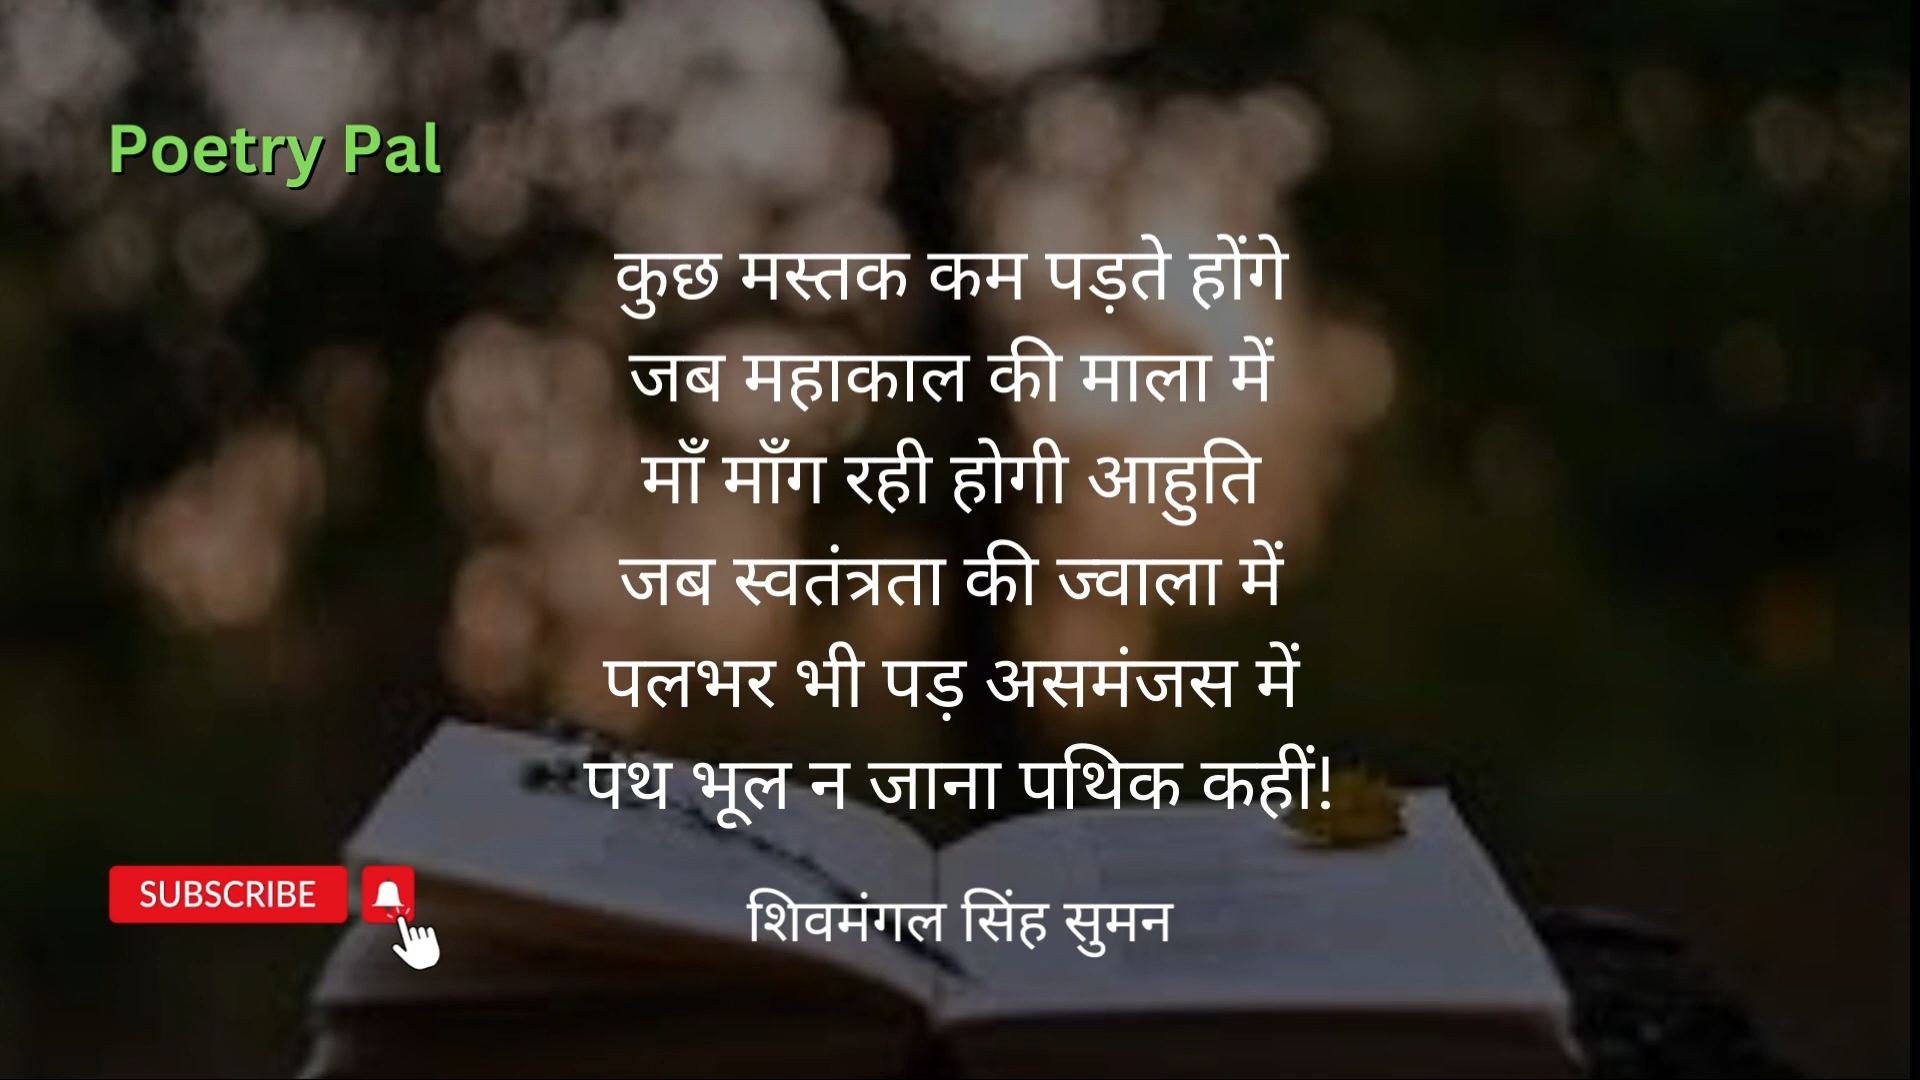 Poetry Pal
कुछ मस्तक कम पड़ते होंगे
जब महाकाल की माला में
माँ माँग रही होगी आहुति
जब स्वतंत्रता की ज्वाला में
पलभर भी पड़ असमंजस में
पथ भूल न जाना पथिक कहीं!
शिवमंगल सिंह सुमन
SUBSCRIBE